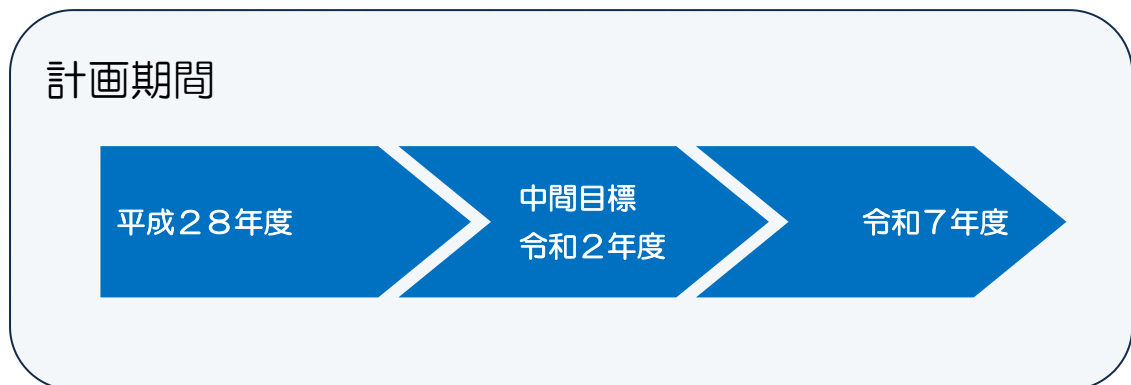 計画期間
平成２８年度
中間目標
令和２年度
令和７年度